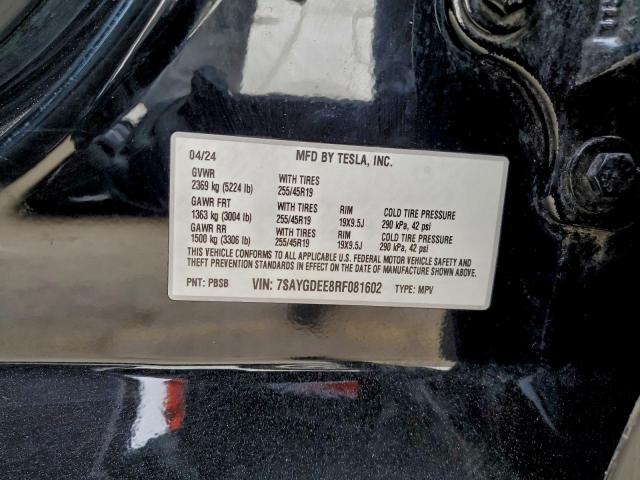 04/24 MFD BY TESLA, INC.
GVWR WITH TIRES
2369 kg (5224 lb) 255/45R19
GAWR FRT WITH TIRES RIM COLD TIRE PRESSURE
1363 kg (3004 lb) 255/45R19 19X9.5J 290 kPa, 42 psi
GAWR RR WITH TIRES RIM COLD TIRE PRESSURE
1500 kg (3306 lb) 255/45R19 19X9.5J 290 kPa, 42 psi
THIS VEHICLE CONFORMS TO ALL APPLICABLE U.S. FEDERAL MOTOR VEHICLE SAFETY AND
THEFT PREVENTION STANDARDS IN EFFECT ON THE DATE OF MANUFACTURE SHOWN ABOVE.
PNT: PBSB VIN: 7SAYGDEE8RF081602 TYPE: MPV